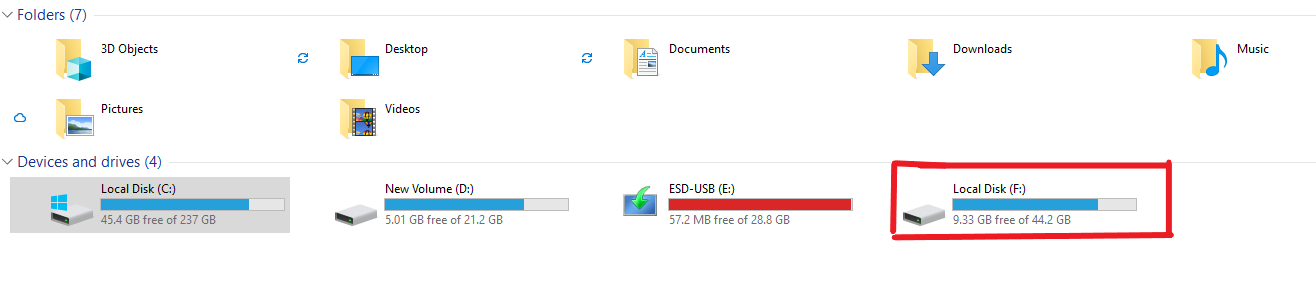 Folders (7)
3D Objects
Desktop
Documents
Downloads
Music
Pictures
Videos
Devices and drives (4)
Local Disk (C:)
45.4 GB free of 237 GB
New Volume (D:)
5.01 GB free of 21.2 GB
ESD-USB (E:)
57.2 MB free of 28.8 GB
Local Disk (F:)
9.33 GB free of 44.2 GB